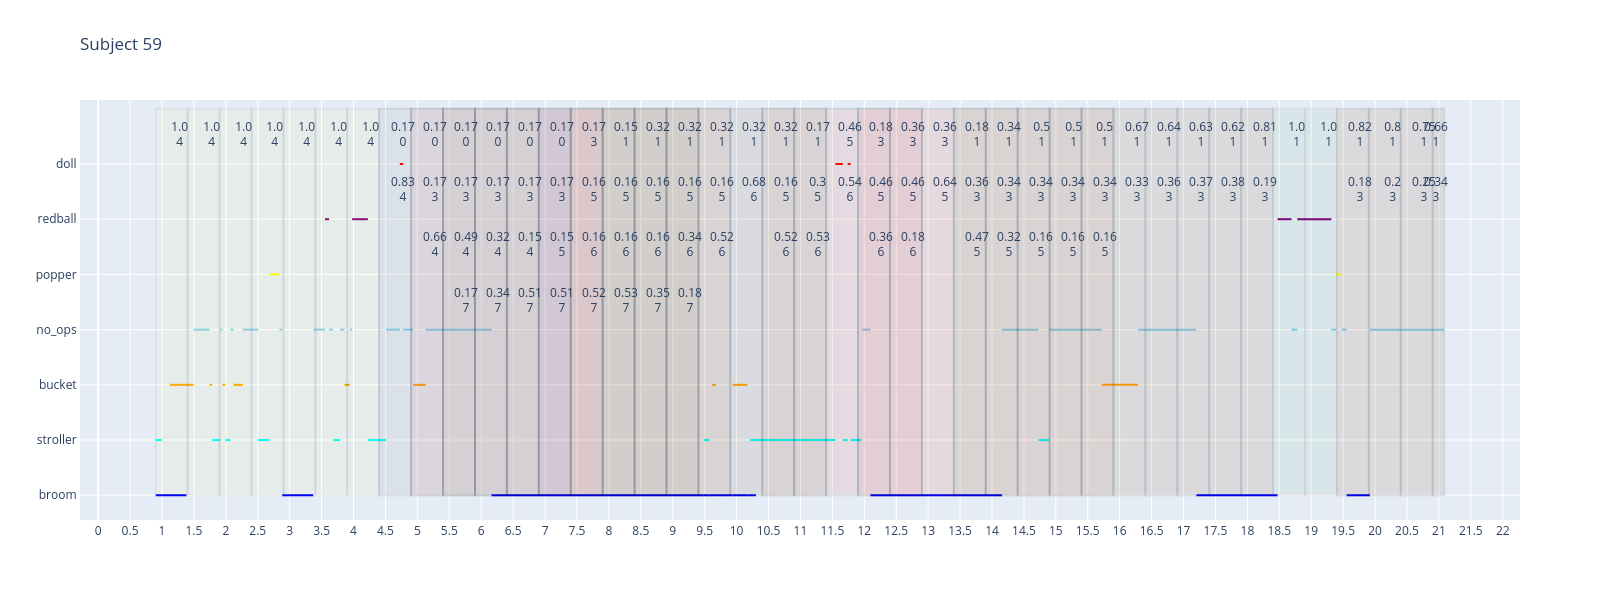 Subject 59
1.0 1.0 1.0 1.0 1.0 1.0 1.0 0.17 0.17 0.17 0.17 0.17 0.17 0.17 0.15 0.32 0.32 0.32 0.32 0.32 0.17 0.46 0.18 0.36 0.36 0.18 0.34 0.5 0.5 0.5 0.67 0.64 0.63 0.62 0.81 1.0 1.0 0.82 0.8
4 4 4 4 4 4 4 0 0 0 0 0 0 3 1 1 1 1 1 1 1 5 3 3 3 1 1 1 1 1 1 1 1 1 1 1 1 1 1 1 1
doll
0.83 0.17 0.17 0.17 0.17 0.17 0.16 0.16 0.16 0.16 0.16 0.68 0.16 0.3 0.54 0.46 0.46 0.64 0.36 0.34 0.34 0.34 0.34 0.33 0.36 0.37 0.38 0.19 0.18 0.2
4 3 3 3 3 3 5 5 5 5 5 1 5 5 6 5 5 5 3 3 3 3 3 3 3 3 3 3 3 3 3 3
redball
0.66 0.49 0.32 0.15 0.15 0.16 0.16 0.16 0.34 0.52 0.52 0.53 0.36 0.18 0.47 0.32 0.16 0.16 0.16
4 4 4 4 5 6 6 6 6 6 6 6 6 6 5 5 5 5 5
popper
0.17 0.34 0.51 0.51 0.52 0.53 0.35 0.18
7 7 7 7 7 7 7 7
no_ops
bucket
stroller
broom
0 0.5 1 1.5 2 2.5 3 3.5 4 4.5 5 5.5 6 6.5 7 7.5 8 8.5 9 9.5 10 10.5 11 11.5 12 12.5 13 13.5 14 14.5 15 15.5 16 16.5 17 17.5 18 18.5 19 19.5 20 20.5 21 21.5 22